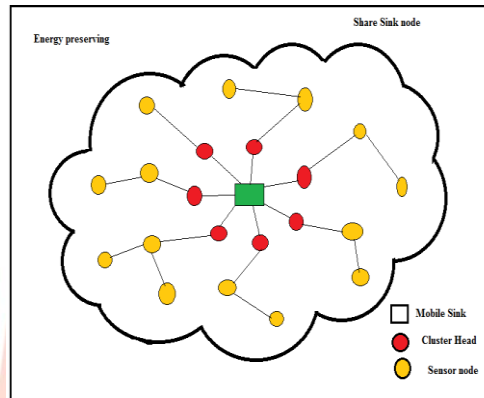 Share Sink node
Energy preserving
Mobile Sink
Cluster Head
Sensor node